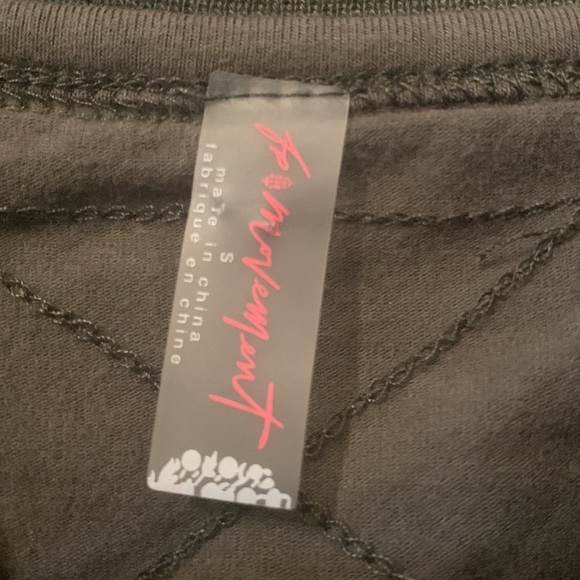 fp movement
S
made in china
fabrique en chine